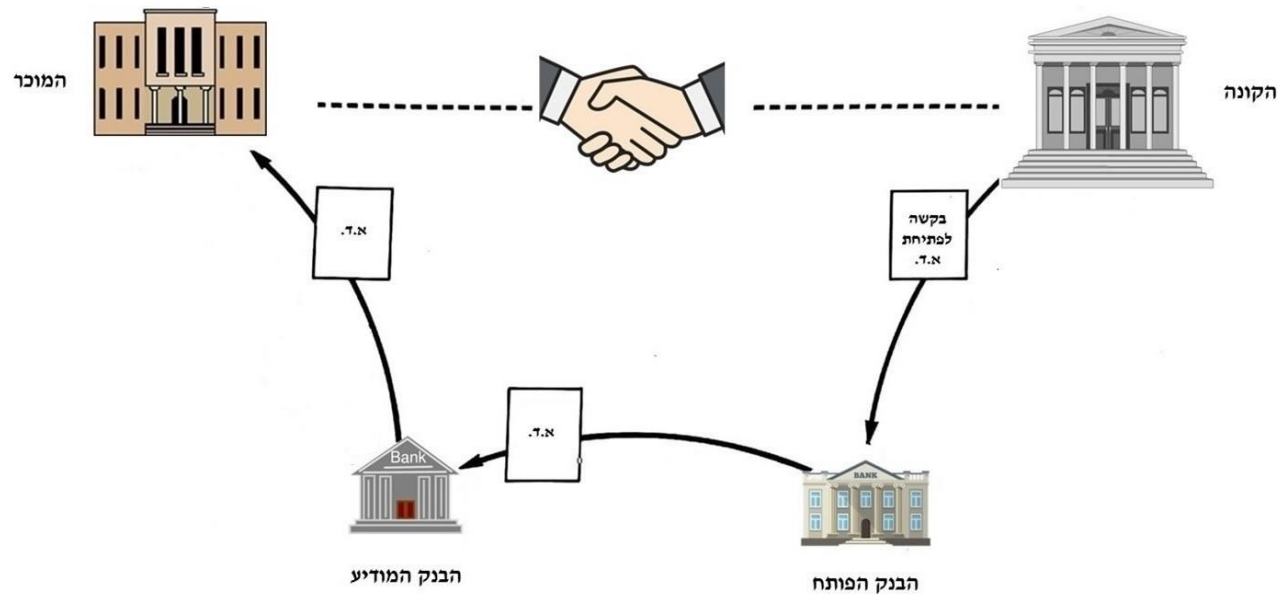 הקונה
המוכר
בקשה
לפתיחת
א.ד.
א.ד.
א.ד.
BANK
Bank
הבנק הפותח
הבנק המודיע